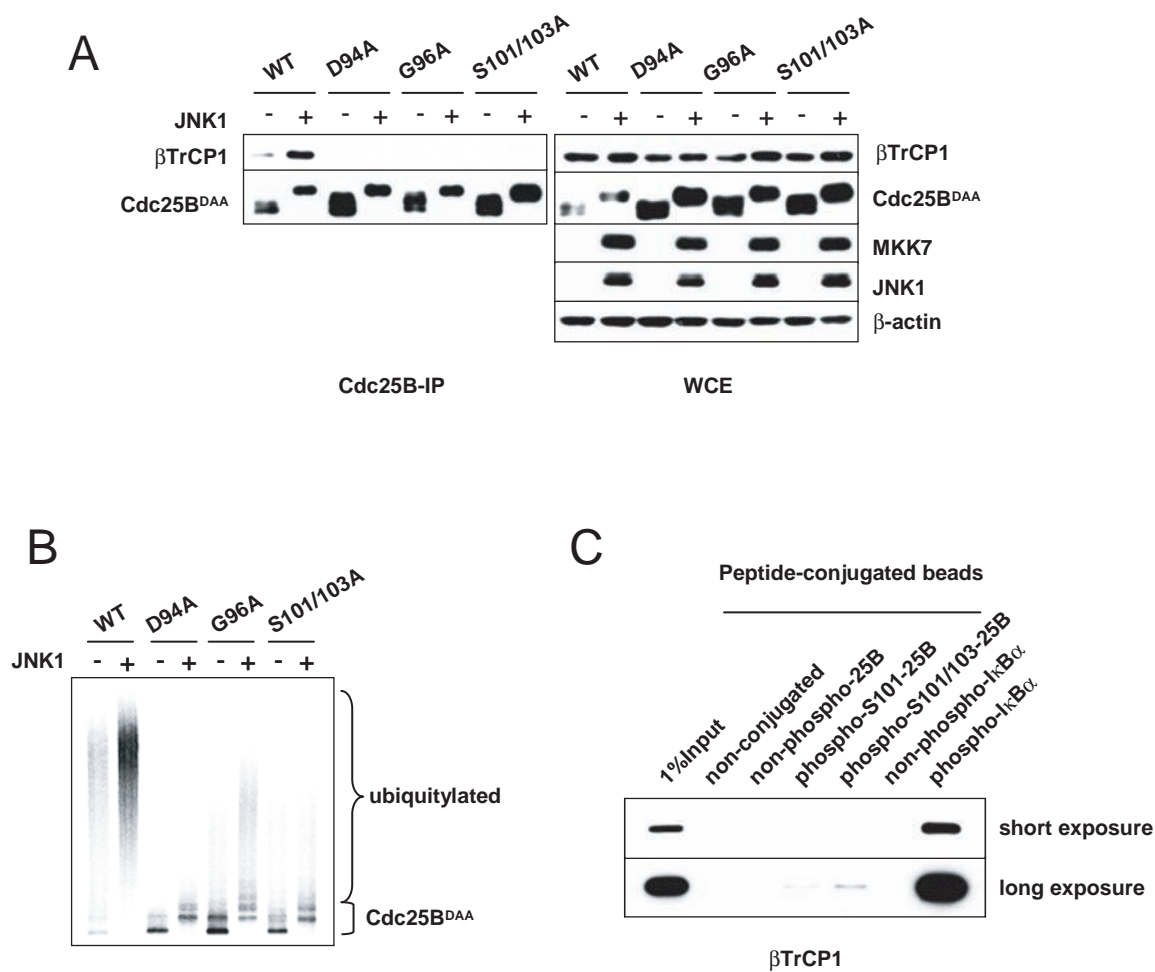 A
WT D94A G96A S101/103A WT D94A G96A S101/103A
JNK1 - + - + - + - + - + - + - + - +
βTrCP1 βTrCP1
Cdc25BDAA Cdc25BDAA
MKK7
JNK1
β-actin
Cdc25B-IP WCE
B
WT D94A G96A S101/103A
JNK1 - + - + - + - +
ubiquitylated
Cdc25BDAA
C
Peptide-conjugated beads
1%Input
non-conjugated
non-phospho-25B
phospho-S101-25B
phospho-S101/103-25B
non-phospho-IκBα
phospho-IκBα
short exposure
long exposure
βTrCP1